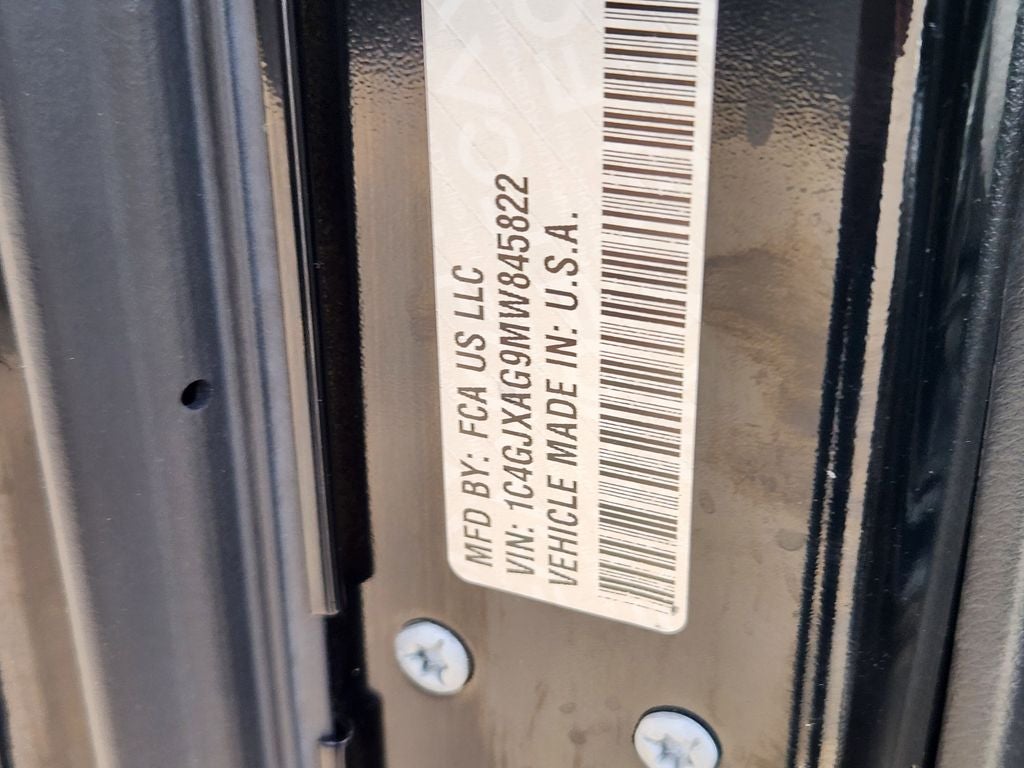 MFD BY: FCA US LLC
VIN: 1C4GJXAG9MW845822
VEHICLE MADE IN: U.S.A.